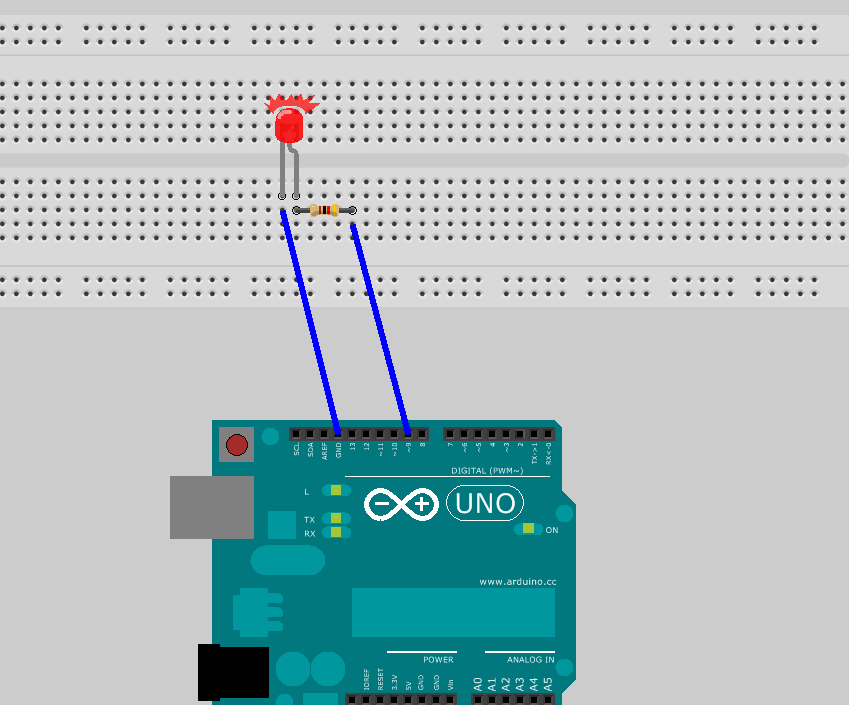 SCL SDA AREF GND 13 12 ~11 ~10 ~9 8 7 ~6 ~5 4 ~3 2 TX->1 RX<-0
DIGITAL (PWM~)
L
UNO
TX
RX
ON
www.arduino.cc
POWER
ANALOG IN
IOREF RESET 3.3V 5V GND GND Vin A0 A1 A2 A3 A4 A5